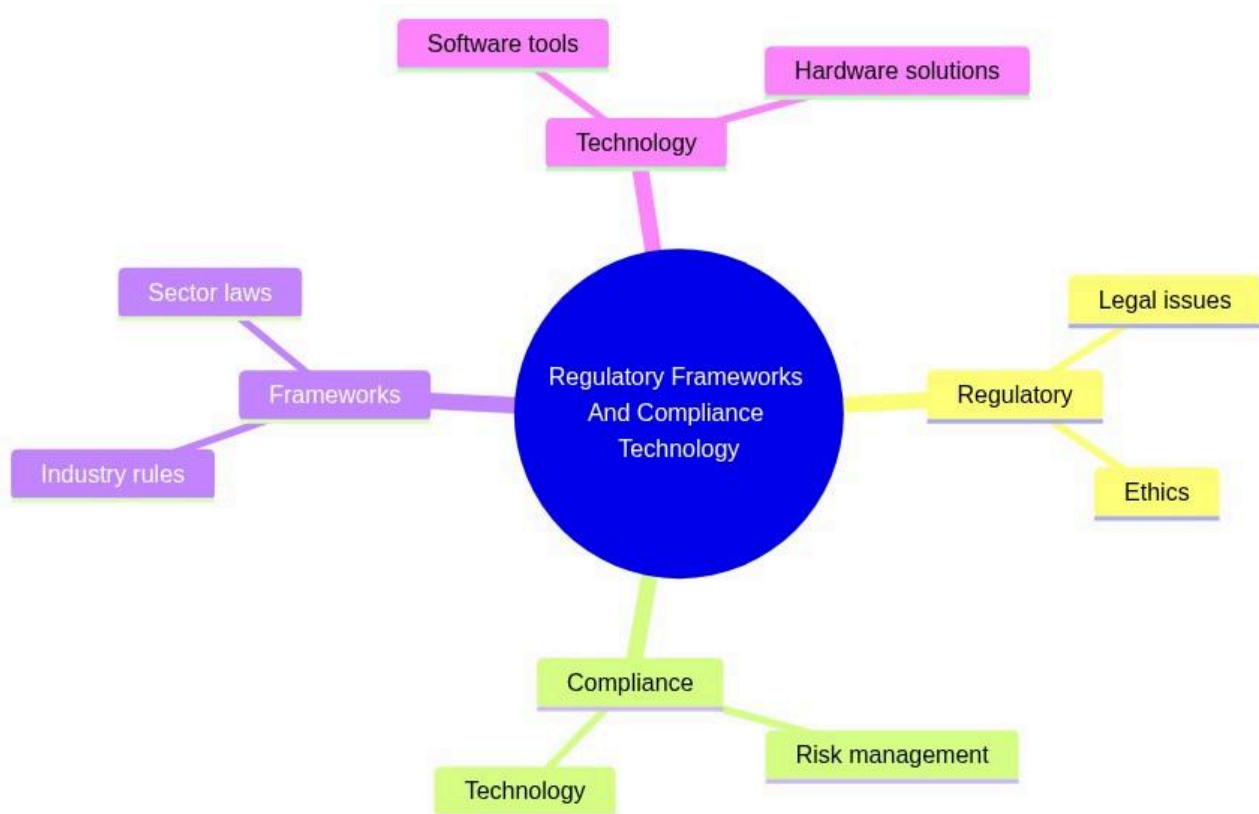 Software tools
Hardware solutions
Technology
Sector laws
Legal issues
Regulatory Frameworks
And Compliance
Technology
Frameworks
Regulatory
Industry rules
Ethics
Compliance
Risk management
Technology